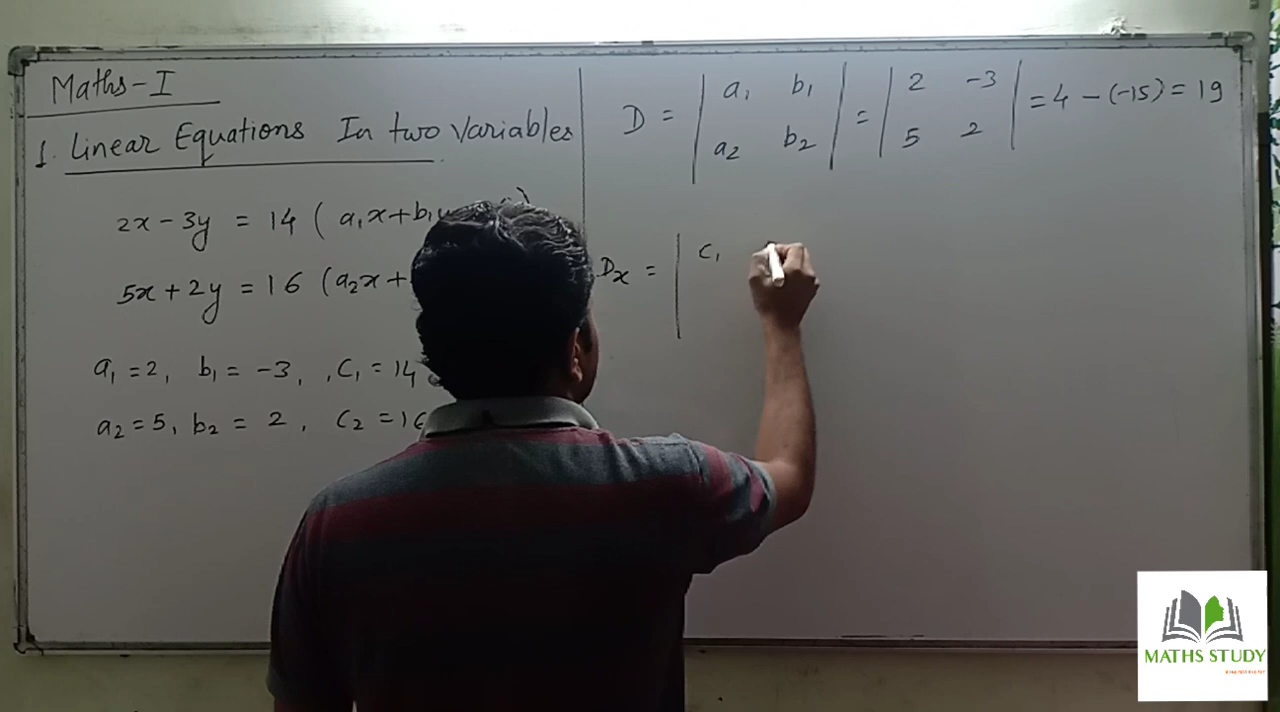 Maths-I
1. Linear Equations In two Variables
2x - 3y = 14 ( a₁x + b₁y
5x + 2y = 16 (a₂x +
a₁ = 2, b₁ = -3, , C₁ = 14
a₂ = 5, b₂ = 2, C₂ = 16
D = | a₁ b₁ | = | 2 -3 | = 4 - (-15) = 19
| a₂ b₂ | | 5 2 |
Dx = | C₁
MATHS STUDY